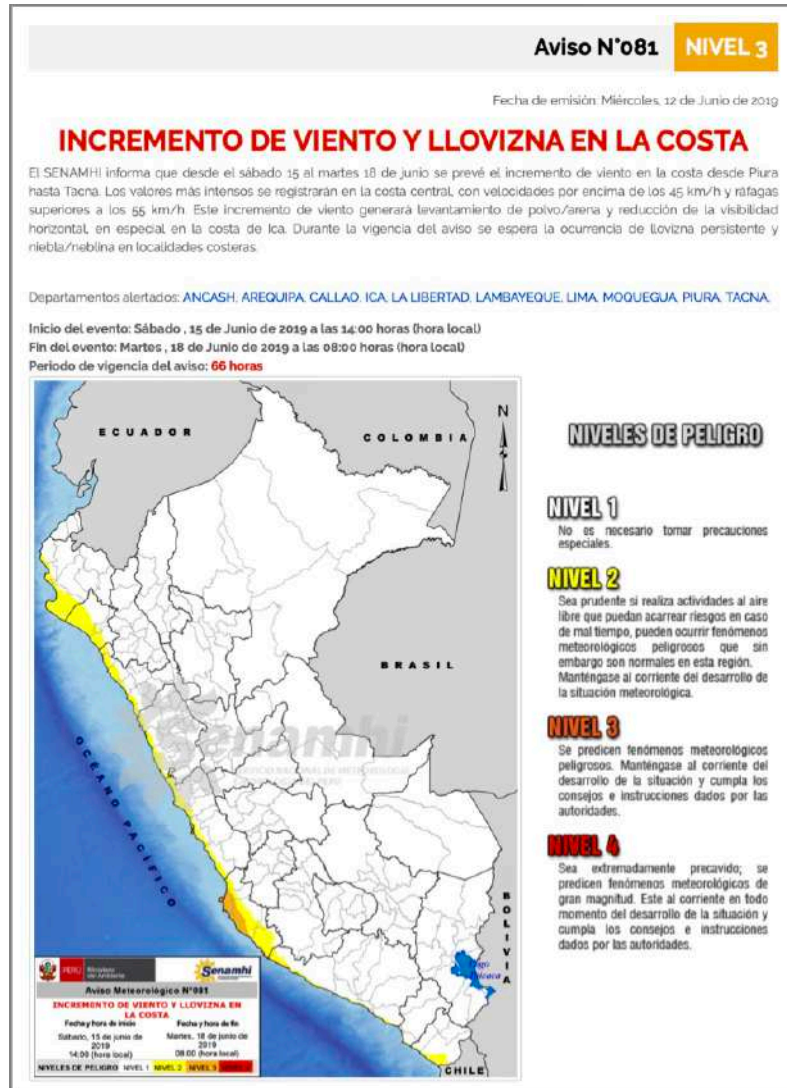 Aviso N°081 NIVEL 3
Fecha de emisión: Miércoles, 12 de Junio de 2019
INCREMENTO DE VIENTO Y LLOVIZNA EN LA COSTA
El SENAMHI informa que desde el sábado 15 al martes 18 de junio se prevé el incremento de viento en la costa desde Piura
hasta Tacna. Los valores más intensos se registrarán en la costa central, con velocidades por encima de los 45 km/h y ráfagas
superiores a los 55 km/h. Este incremento de viento generará levantamiento de polvo/arena y reducción de la visibilidad
horizontal, en especial en la costa de Ica. Durante la vigencia del aviso se espera la ocurrencia de llovizna persistente y
niebla/neblina en localidades costeras.
Departamentos alertados: ANCASH, AREQUIPA, CALLAO, ICA, LA LIBERTAD, LAMBAYEQUE, LIMA, MOQUEGUA, PIURA, TACNA,
Inicio del evento: Sábado , 15 de Junio de 2019 a las 14:00 horas (hora local)
Fin del evento: Martes , 18 de Junio de 2019 a las 08:00 horas (hora local)
Periodo de vigencia del aviso: 66 horas
ECUADOR
COLOMBIA
N
BRASIL
OCÉANO PACÍFICO
BOLIVIA
CHILE
Senamhi
Lago
PERÚ Ministerio del Ambiente Senamhi
Aviso Meteorológico N°081
INCREMENTO DE VIENTO Y LLOVIZNA EN
LA COSTA
Fecha y hora de inicio Fecha y hora de fin
Sábado, 15 de junio de Martes, 18 de junio de
2019 2019
14:00 (hora local) 08:00 (hora local)
NIVELES DE PELIGRO NIVEL 1 NIVEL 2 NIVEL 3
NIVELES DE PELIGRO
NIVEL 1
No es necesario tomar precauciones
especiales.
NIVEL 2
Sea prudente si realiza actividades al aire
libre que puedan acarrear riesgos en caso
de mal tiempo, pueden ocurrir fenómenos
meteorológicos peligrosos que sin
embargo son normales en esta región.
Manténgase al corriente del desarrollo de
la situación meteorológica.
NIVEL 3
Se predicen fenómenos meteorológicos
peligrosos. Manténgase al corriente del
desarrollo de la situación y cumpla los
consejos e instrucciones dados por las
autoridades.
NIVEL 4
Sea extremadamente precavido; se
predicen fenómenos meteorológicos de
gran magnitud. Este al corriente en todo
momento del desarrollo de la situación y
cumpla los consejos e instrucciones
dados por las autoridades.